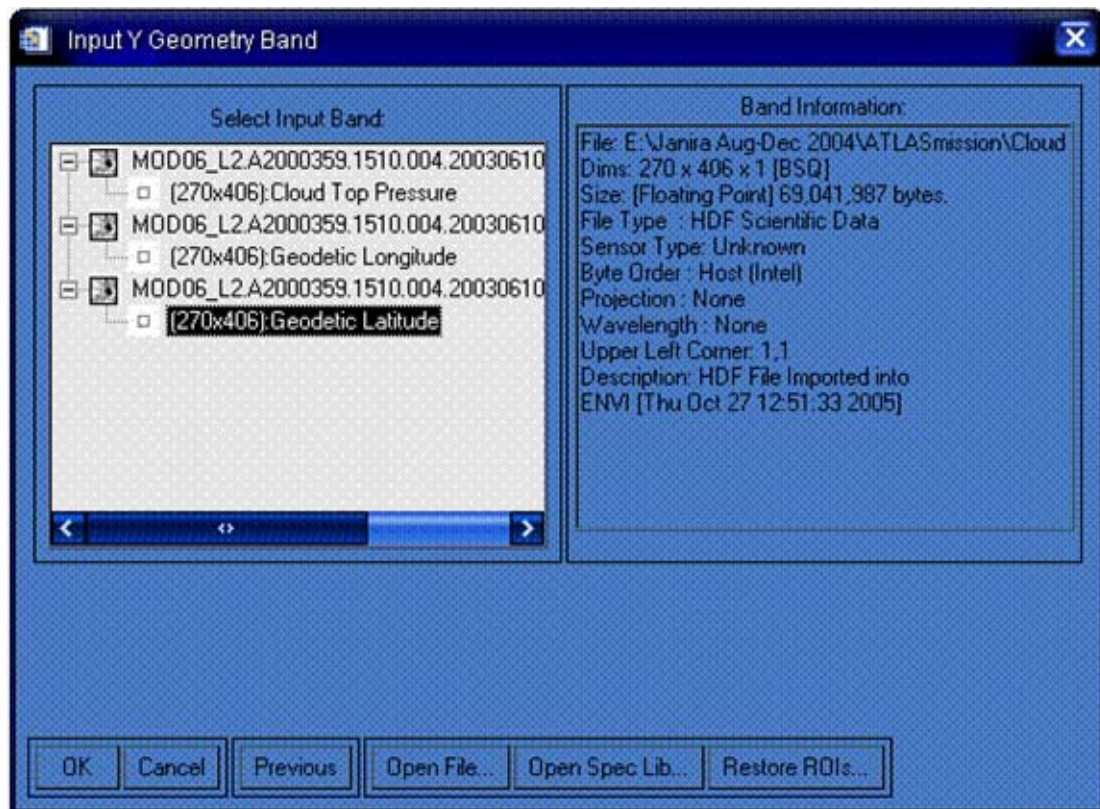 Input Y Geometry Band
Select Input Band:
MOD06_L2.A2000359.1510.004.20030610
(270x406):Cloud Top Pressure
MOD06_L2.A2000359.1510.004.20030610
(270x406):Geodetic Longitude
MOD06_L2.A2000359.1510.004.20030610
(270x406):Geodetic Latitude
Band Information:
File: E:\Janira Aug-Dec 2004\ATLASmission\Cloud
Dims: 270 x 406 x 1 [BSQ]
Size: [Floating Point] 69,041,987 bytes.
File Type : HDF Scientific Data
Sensor Type: Unknown
Byte Order : Host (Intel)
Projection : None
Wavelength : None
Upper Left Corner: 1,1
Description: HDF File Imported into
ENVI [Thu Oct 27 12:51:33 2005]
OK
Cancel
Previous
Open File...
Open Spec Lib...
Restore ROIs...